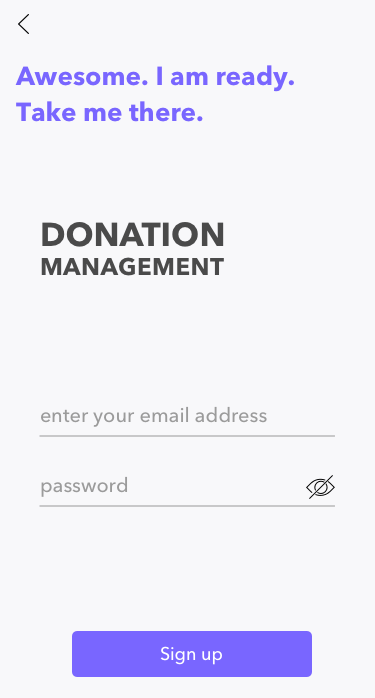 Awesome. I am ready.
Take me there.
DONATION
MANAGEMENT
enter your email address
password
Sign up